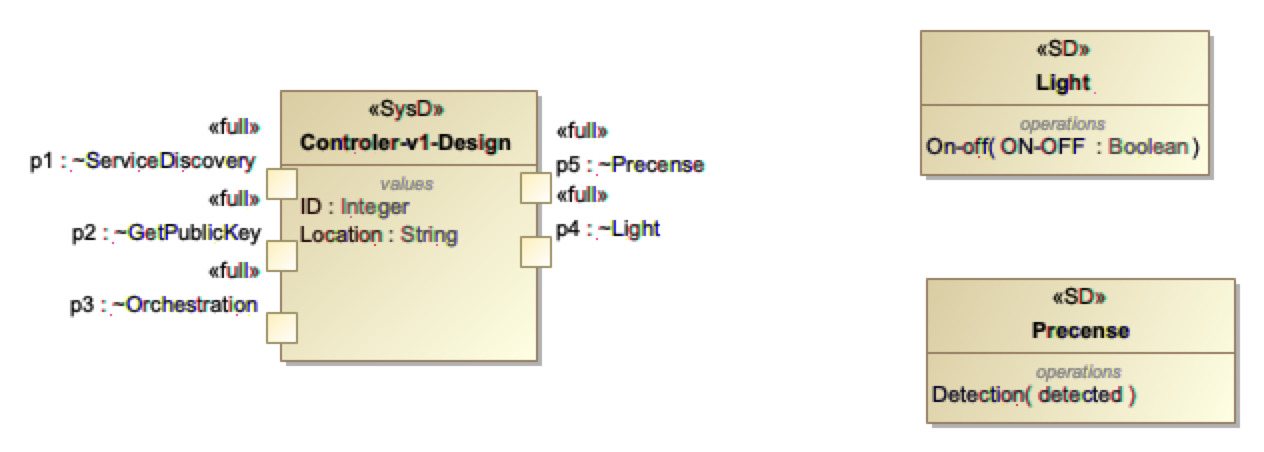 «full»
p1 : ~ServiceDiscovery
«full»
p2 : ~GetPublicKey
«full»
p3 : ~Orchestration
«SysD»
Controler-v1-Design
values
ID : Integer
Location : String
«full»
p5 : ~Precense
«full»
p4 : ~Light
«SD»
Light
operations
On-off( ON-OFF : Boolean )
«SD»
Precense
operations
Detection( detected )